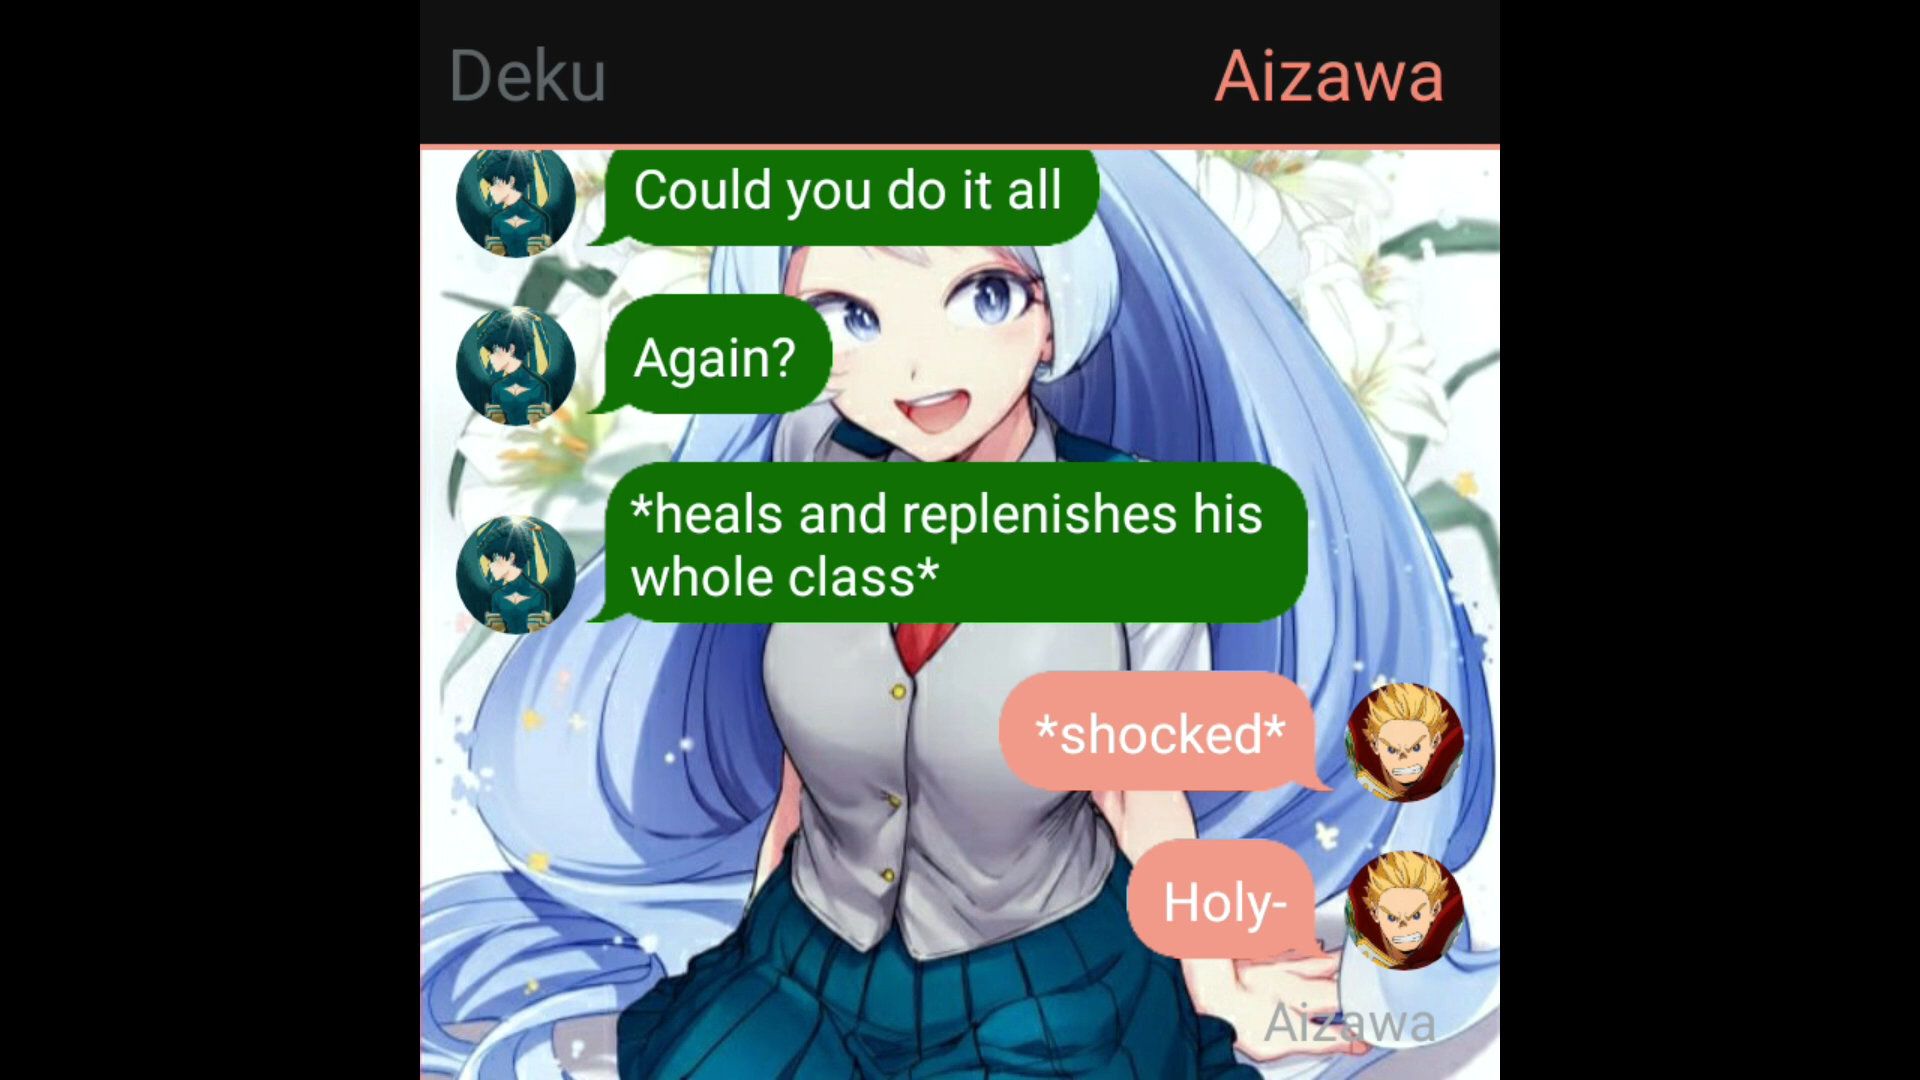 Deku
Aizawa
Could you do it all
Again?
*heals and replenishes his
whole class*
*shocked*
Holy-
Aizawa